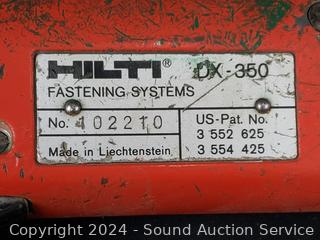 HILTI® DX-350
FASTENING SYSTEMS
No. 402210
US-Pat. No.
3 552 625
Made in Liechtenstein
3 554 425
Copyright 2024 - Sound Auction Service